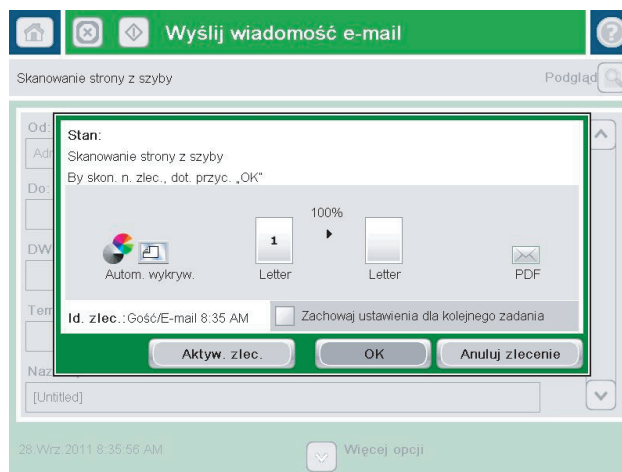 Wyślij wiadomość e-mail
Skanowanie strony z szyby
Podgląd
Od:
Adr
Stan:
Skanowanie strony z szyby
By skon. n. zlec., dot. przyc. „OK"
Do:
100%
1
DW
Autom. wykryw.
Letter
Letter
PDF
Tem
Id. zlec.:Gość/E-mail 8:35 AM
Zachowaj ustawienia dla kolejnego zadania
Aktyw. zlec.
OK
Anuluj zlecenie
Naz
[Untitled]
28 Wrz 2011 8:35:56 AM
Więcej opcji